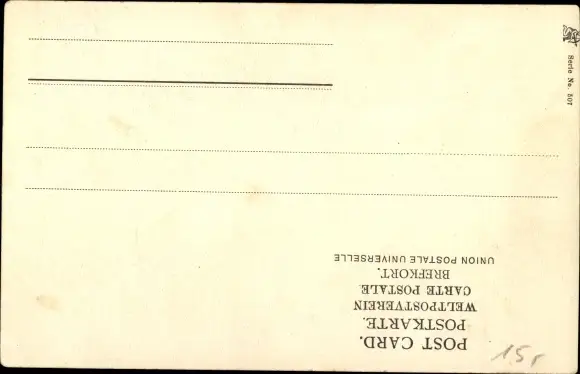 POST CARD.
POSTKARTE.
WELTPOSTVEREIN
CARTE POSTALE.
BREFKORT.
UNION POSTALE UNIVERSELLE
Serie No. 507